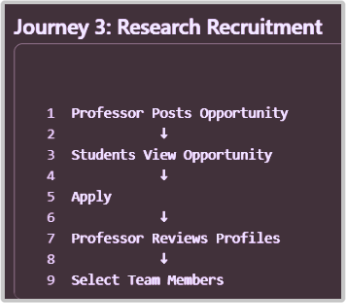 Journey 3: Research Recruitment
1 Professor Posts Opportunity
2 ↓
3 Students View Opportunity
4 ↓
5 Apply
6 ↓
7 Professor Reviews Profiles
8 ↓
9 Select Team Members